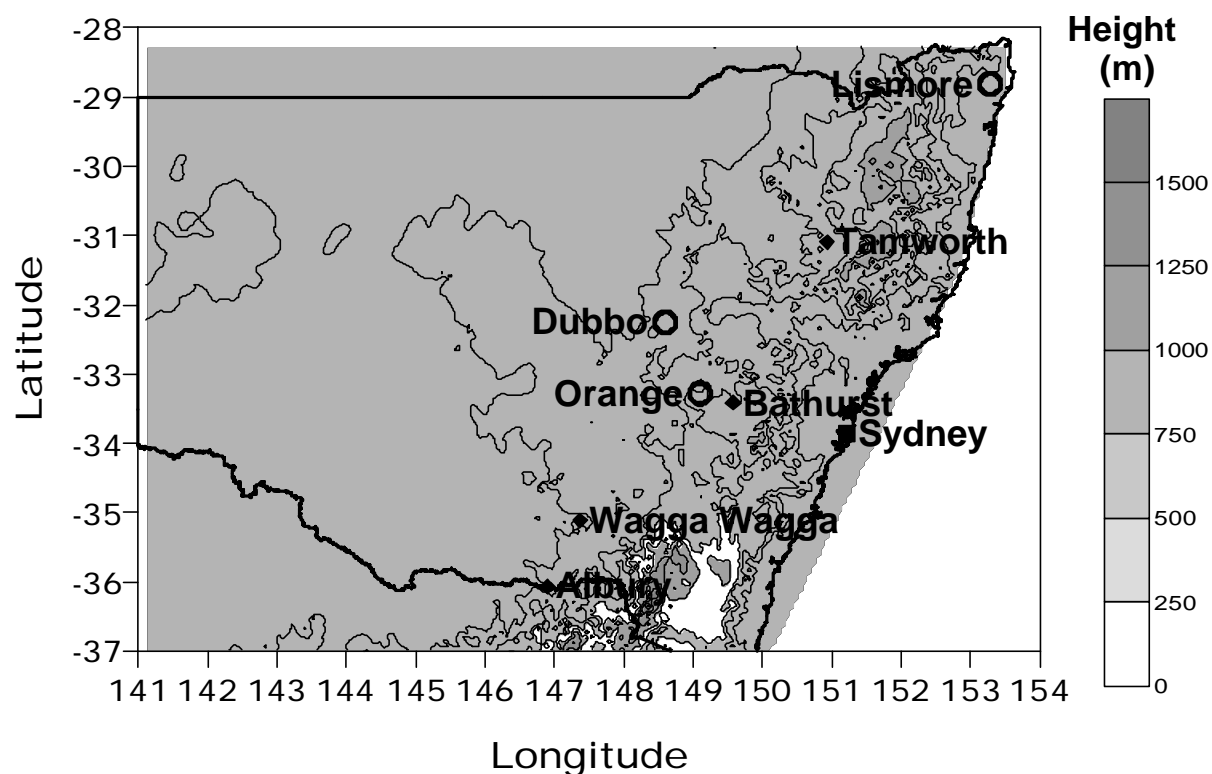 Height
(m)
-28
-29
-30
-31
-32
-33
-34
-35
-36
-37
Latitude
Lismore
Tamworth
Dubbo
Orange
Bathurst
Sydney
Wagga Wagga
Albury
1500
1250
1000
750
500
250
0
141 142 143 144 145 146 147 148 149 150 151 152 153 154
Longitude